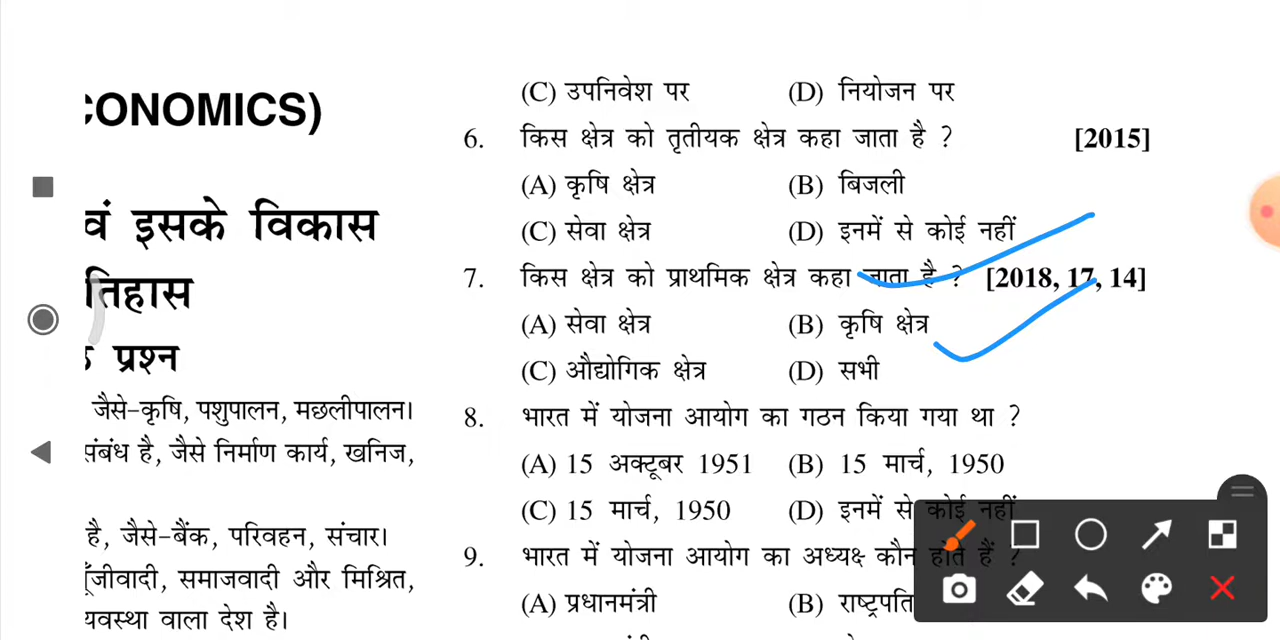 CONOMICS)
वं इसके विकास
तिहास
प्रश्न
जैसे-कृषि, पशुपालन, मछलीपालन।
संबंध है, जैसे निर्माण कार्य, खनिज,
है, जैसे-बैंक, परिवहन, संचार।
पूँजीवादी, समाजवादी और मिश्रित,
व्यवस्था वाला देश है।
(C) उपनिवेश पर (D) नियोजन पर
6. किस क्षेत्र को तृतीयक क्षेत्र कहा जाता है ? [2015]
(A) कृषि क्षेत्र (B) बिजली
(C) सेवा क्षेत्र (D) इनमें से कोई नहीं
7. किस क्षेत्र को प्राथमिक क्षेत्र कहा जाता है ? [2018, 17, 14]
(A) सेवा क्षेत्र (B) कृषि क्षेत्र
(C) औद्योगिक क्षेत्र (D) सभी
8. भारत में योजना आयोग का गठन किया गया था ?
(A) 15 अक्टूबर 1951 (B) 15 मार्च, 1950
(C) 15 मार्च, 1950 (D) इनमें से कोई नहीं
9. भारत में योजना आयोग का अध्यक्ष कौन होते हैं ?
(A) प्रधानमंत्री (B) राष्ट्रपति